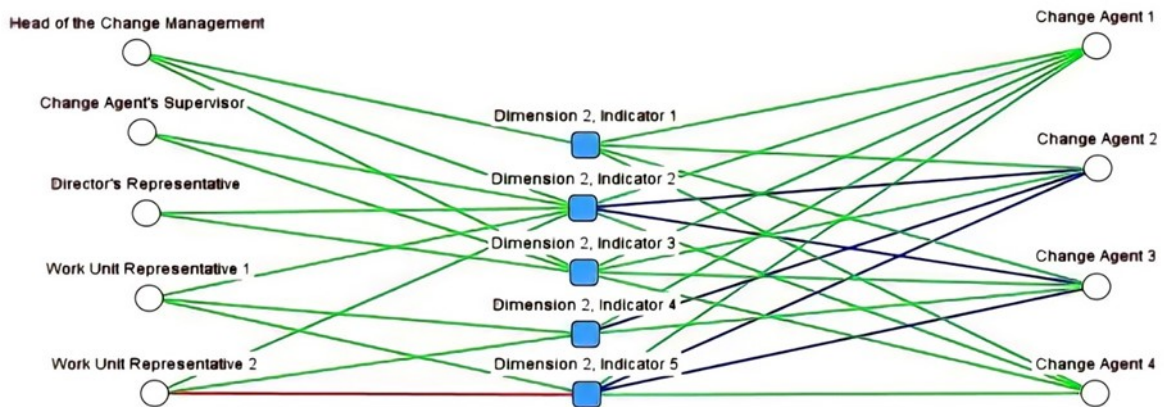 Head of the Change Management
Change Agent 1
Change Agent's Supervisor
Dimension 2, Indicator 1
Change Agent 2
Director's Representative
Dimension 2, Indicator 2
Dimension 2, Indicator 3
Change Agent 3
Work Unit Representative 1
Dimension 2, Indicator 4
Work Unit Representative 2
Dimension 2, Indicator 5
Change Agent 4